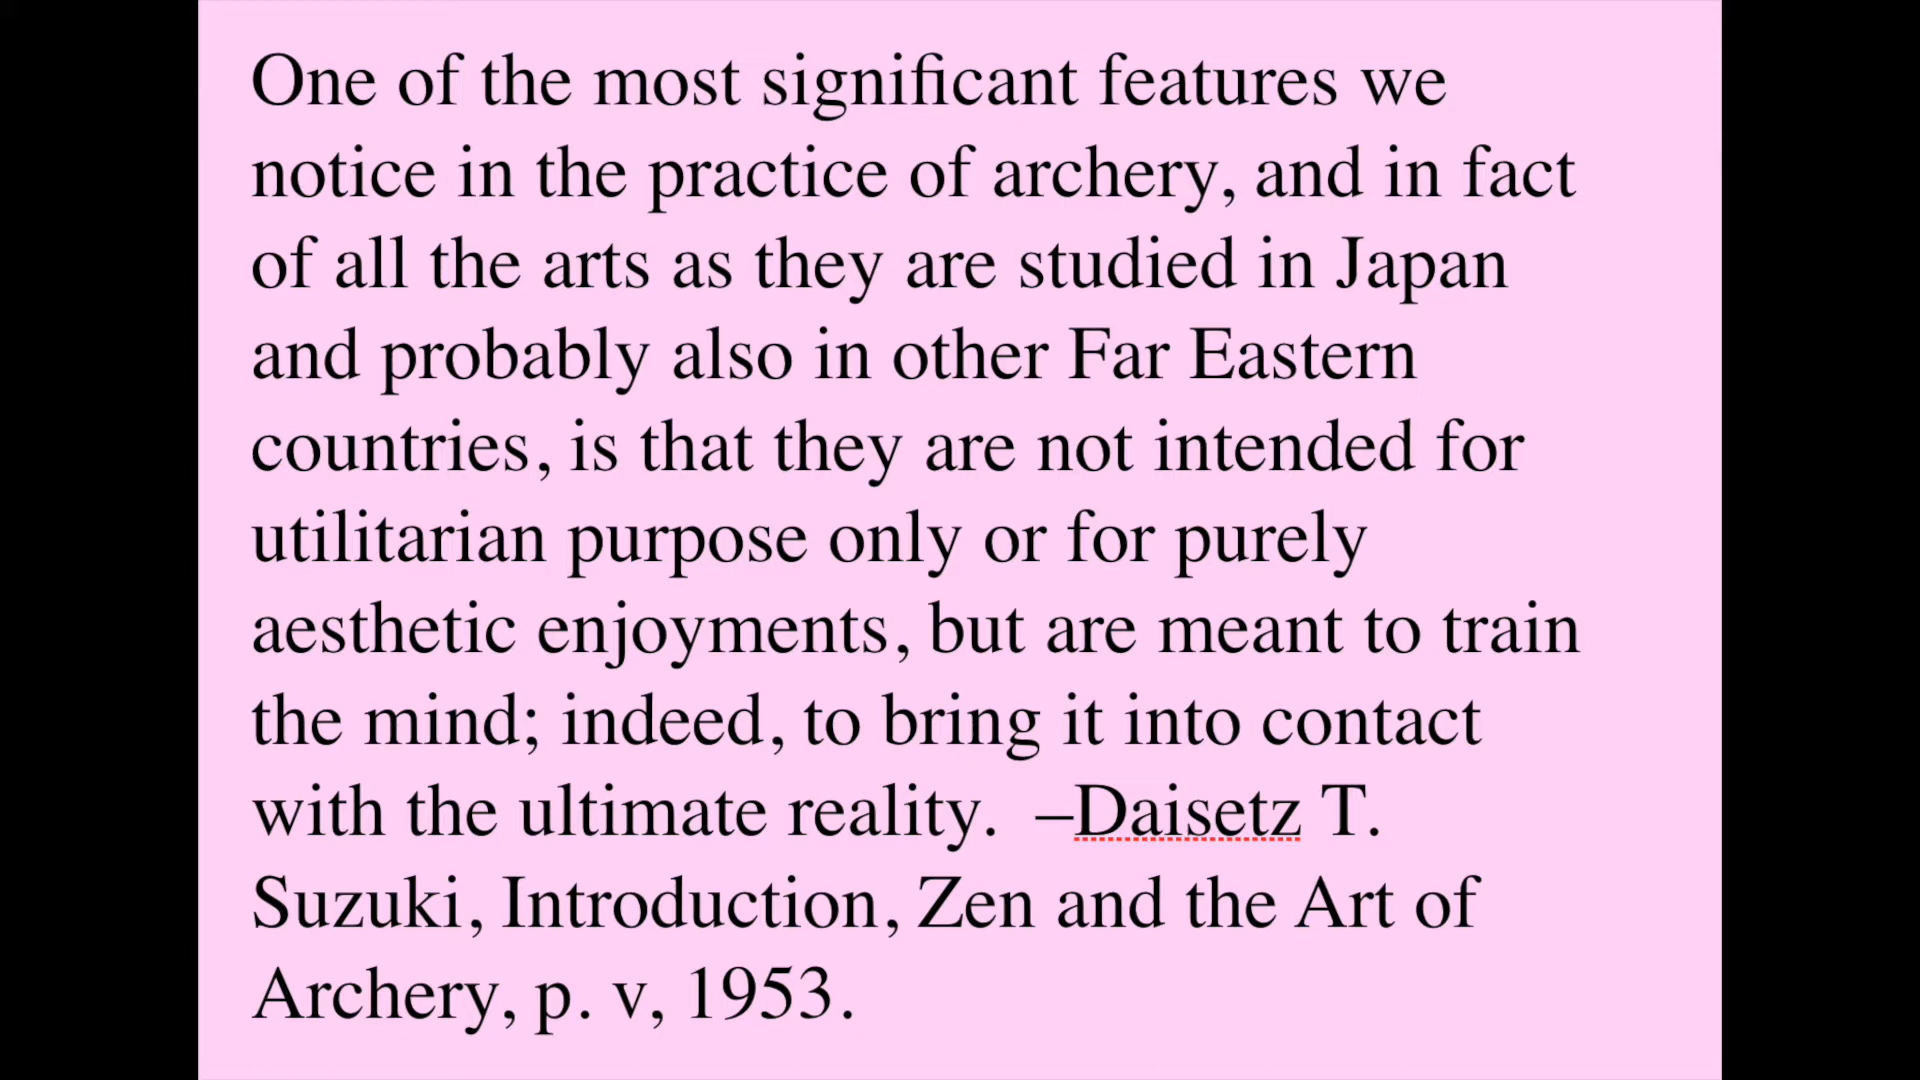 One of the most significant features we
notice in the practice of archery, and in fact
of all the arts as they are studied in Japan
and probably also in other Far Eastern
countries, is that they are not intended for
utilitarian purpose only or for purely
aesthetic enjoyments, but are meant to train
the mind; indeed, to bring it into contact
with the ultimate reality.  –Daisetz T.
Suzuki, Introduction, Zen and the Art of
Archery, p. v, 1953.